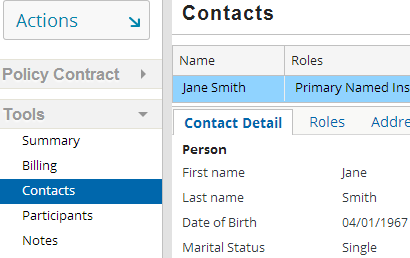 Actions
Policy Contract
Tools
Summary
Billing
Contacts
Participants
Notes
Contacts
Name Roles
Jane Smith Primary Named Ins
Contact Detail Roles Addre
Person
First name Jane
Last name Smith
Date of Birth 04/01/1967
Marital Status Single